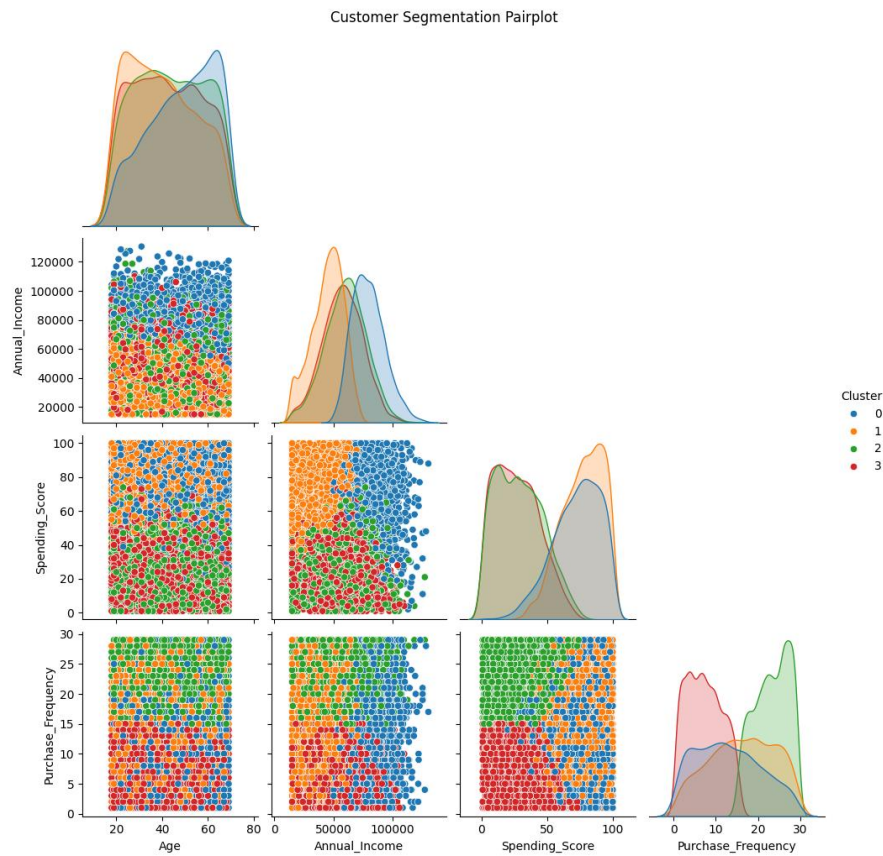 Customer Segmentation Pairplot
Annual_Income
120000
100000
80000
60000
40000
20000
Cluster
0
1
2
3
Spending_Score
100
80
60
40
20
0
Purchase_Frequency
30
25
20
15
10
5
0
20 40 60 80
Age
0 50000 100000
Annual_Income
0 50 100
Spending_Score
0 10 20 30
Purchase_Frequency